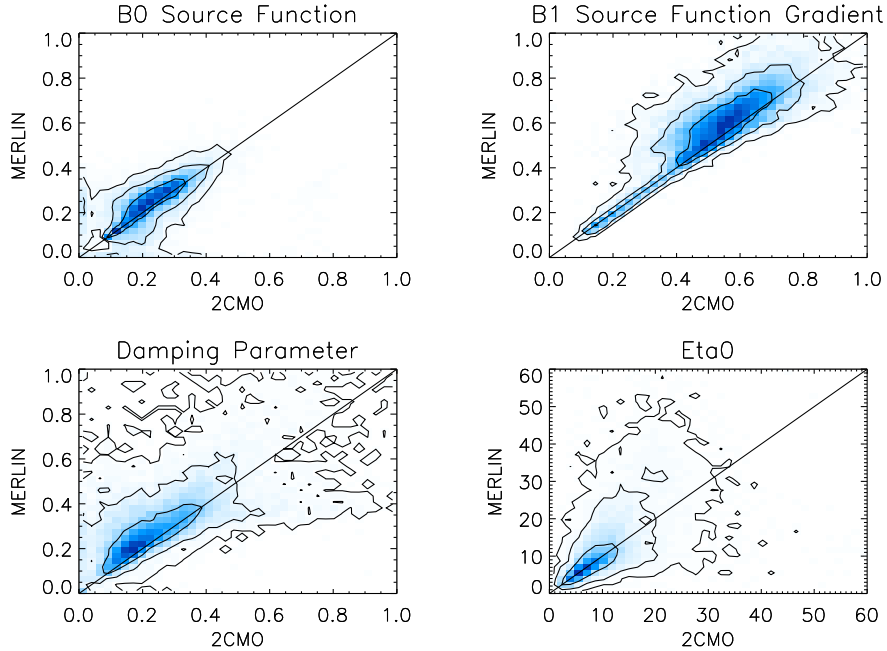 B0 Source Function
B1 Source Function Gradient
1.0
0.8
0.6
0.4
0.2
0.0
MERLIN
0.0 0.2 0.4 0.6 0.8 1.0
2CMO
1.0
0.8
0.6
0.4
0.2
0.0
MERLIN
0.0 0.2 0.4 0.6 0.8 1.0
2CMO
Damping Parameter
Eta0
1.0
0.8
0.6
0.4
0.2
0.0
MERLIN
0.0 0.2 0.4 0.6 0.8 1.0
2CMO
60
50
40
30
20
10
0
MERLIN
0 10 20 30 40 50 60
2CMO